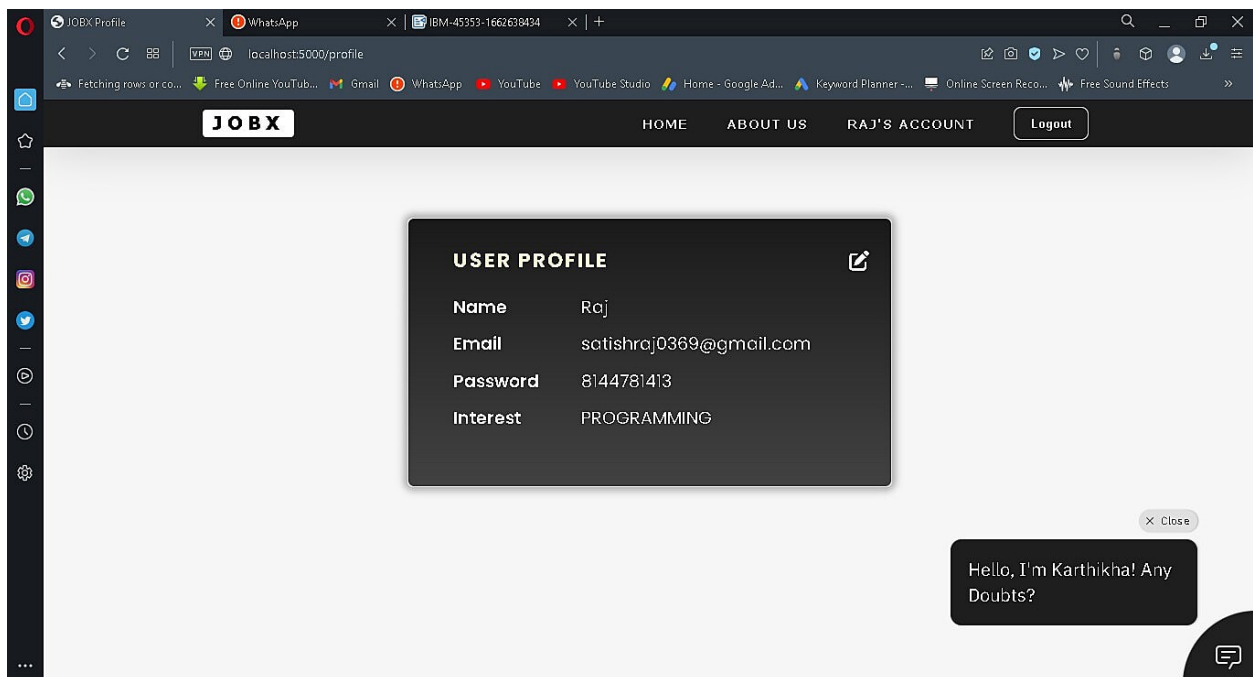 JOBX Profile
WhatsApp
IBM-45353-1662638434
VPN localhost:5000/profile
Fetching rows or co... Free Online YouTub... Gmail WhatsApp YouTube YouTube Studio Home - Google Ad... Keyword Planner -... Online Screen Reco... Free Sound Effects »
JOBX HOME ABOUT US RAJ'S ACCOUNT Logout
USER PROFILE
Name Raj
Email satishraj0369@gmail.com
Password 8144781413
Interest PROGRAMMING
× Close
Hello, I'm Karthikha! Any
Doubts?